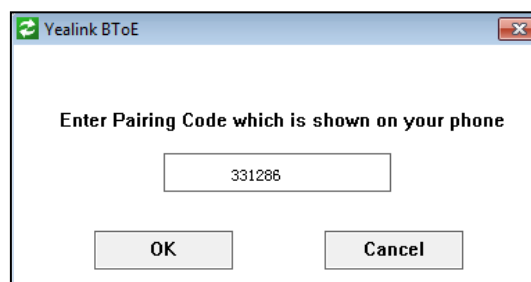 Yealink BToE
Enter Pairing Code which is shown on your phone
331286
OK Cancel